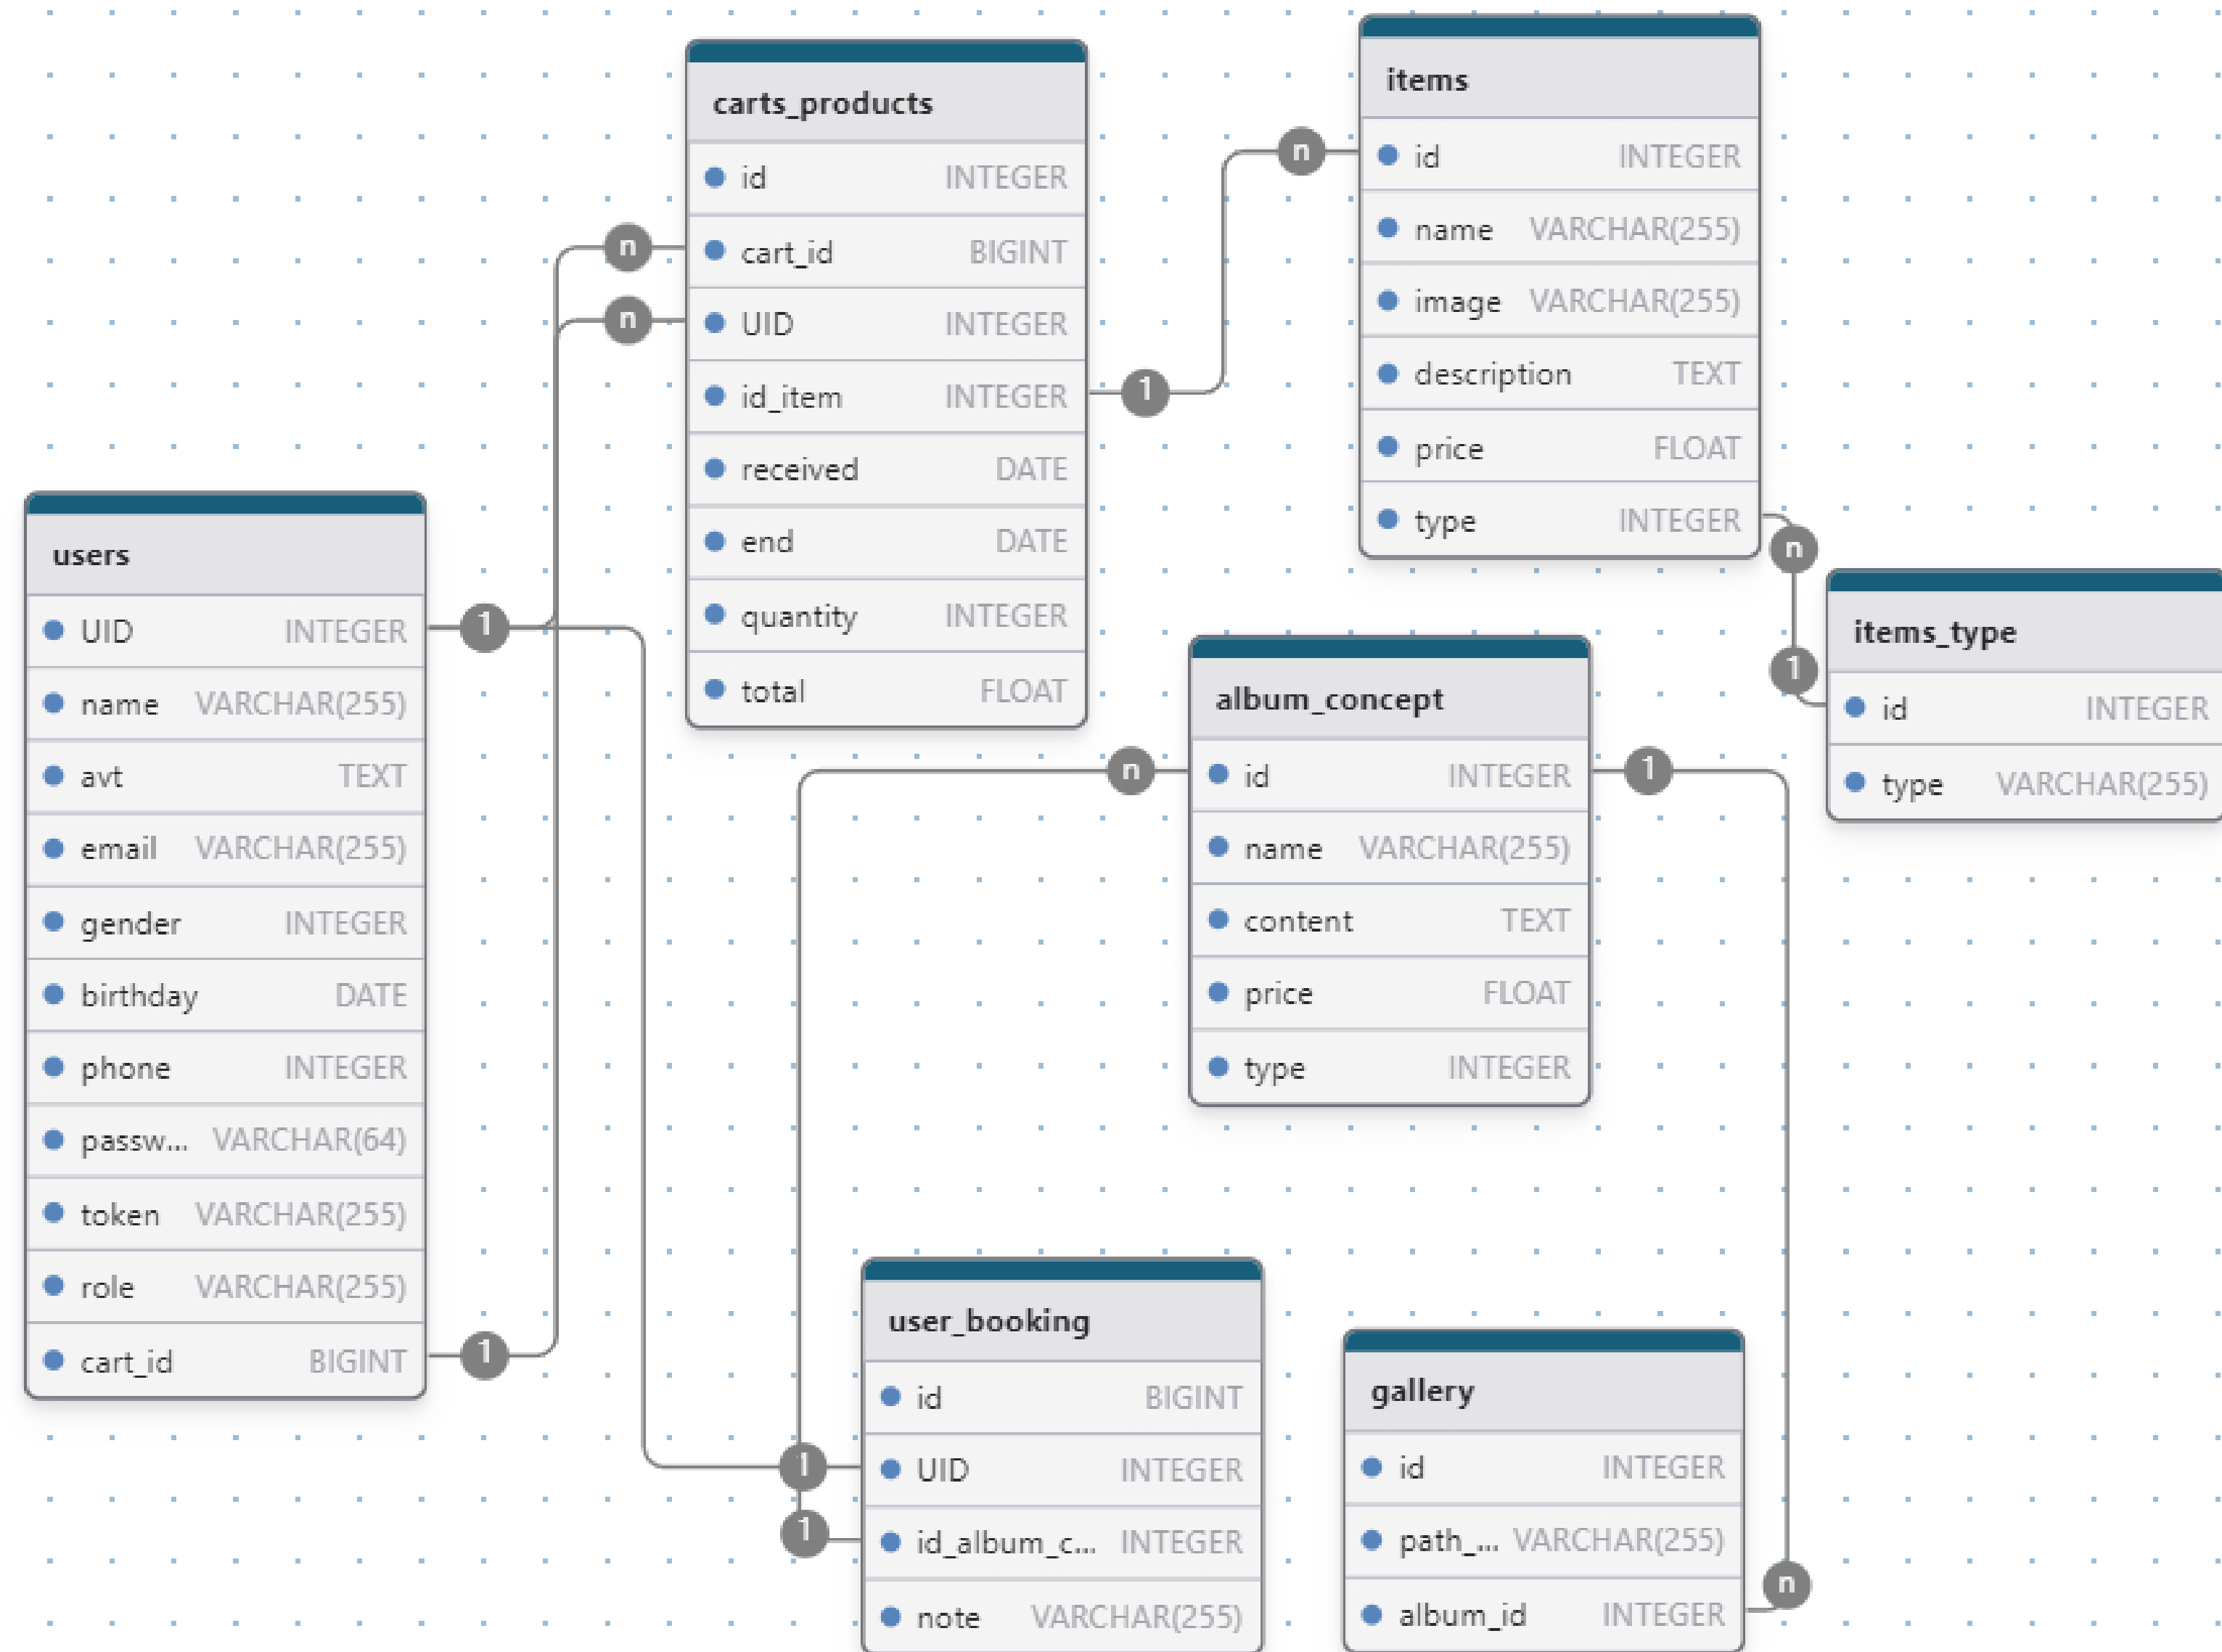 carts_products
id INTEGER
cart_id BIGINT
UID INTEGER
id_item INTEGER
received DATE
end DATE
quantity INTEGER
total FLOAT
n
n
1
n
items
id INTEGER
name VARCHAR(255)
image VARCHAR(255)
description TEXT
price FLOAT
type INTEGER
n
1
items_type
id INTEGER
type VARCHAR(255)
users
UID INTEGER
name VARCHAR(255)
avt TEXT
email VARCHAR(255)
gender INTEGER
birthday DATE
phone INTEGER
passw... VARCHAR(64)
token VARCHAR(255)
role VARCHAR(255)
cart_id BIGINT
1
1
album_concept
id INTEGER
name VARCHAR(255)
content TEXT
price FLOAT
type INTEGER
n
1
user_booking
id BIGINT
UID INTEGER
id_album_c... INTEGER
note VARCHAR(255)
1
1
gallery
id INTEGER
path_... VARCHAR(255)
album_id INTEGER
n